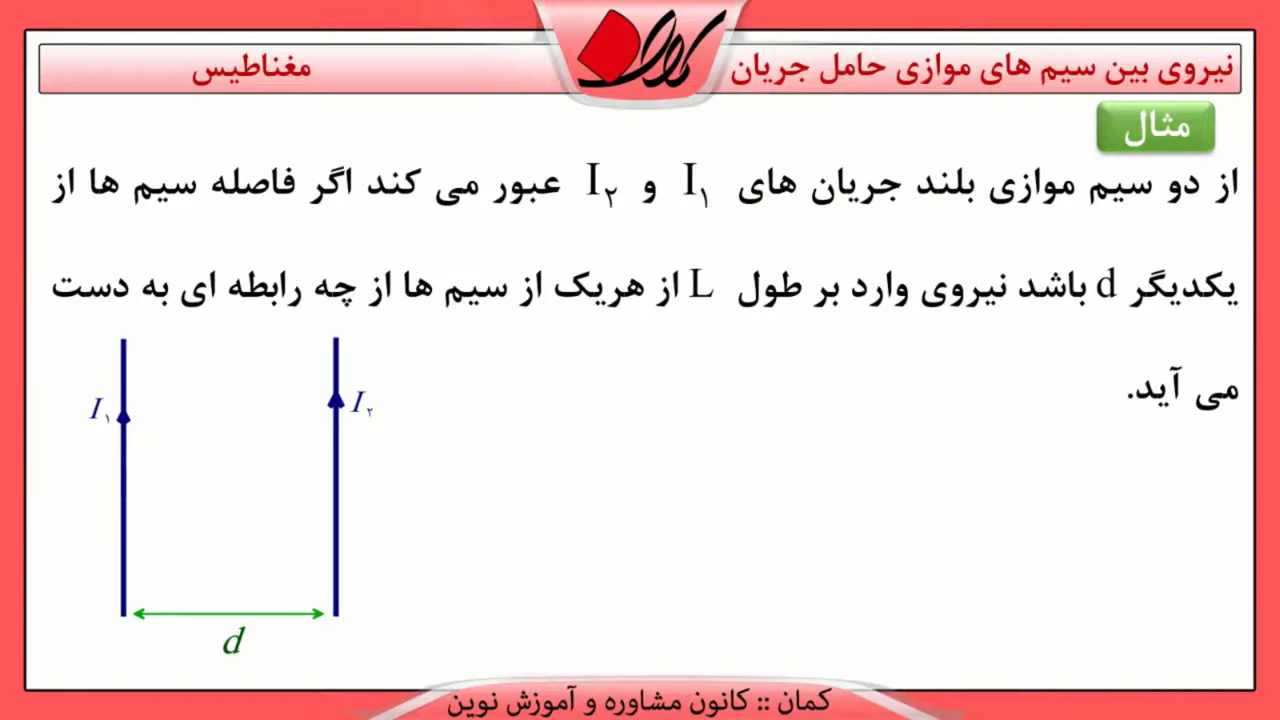 نیروی بین سیم های موازی حامل جریان
مغناطیس
مثال
از دو سیم موازی بلند جریان های I۱ و I۲ عبور می کند اگر فاصله سیم ها از
یکدیگر d باشد نیروی وارد بر طول L از هریک از سیم ها از چه رابطه ای به دست
می آید.
I۱
I۲
d
کمان :: کانون مشاوره و آموزش نوین